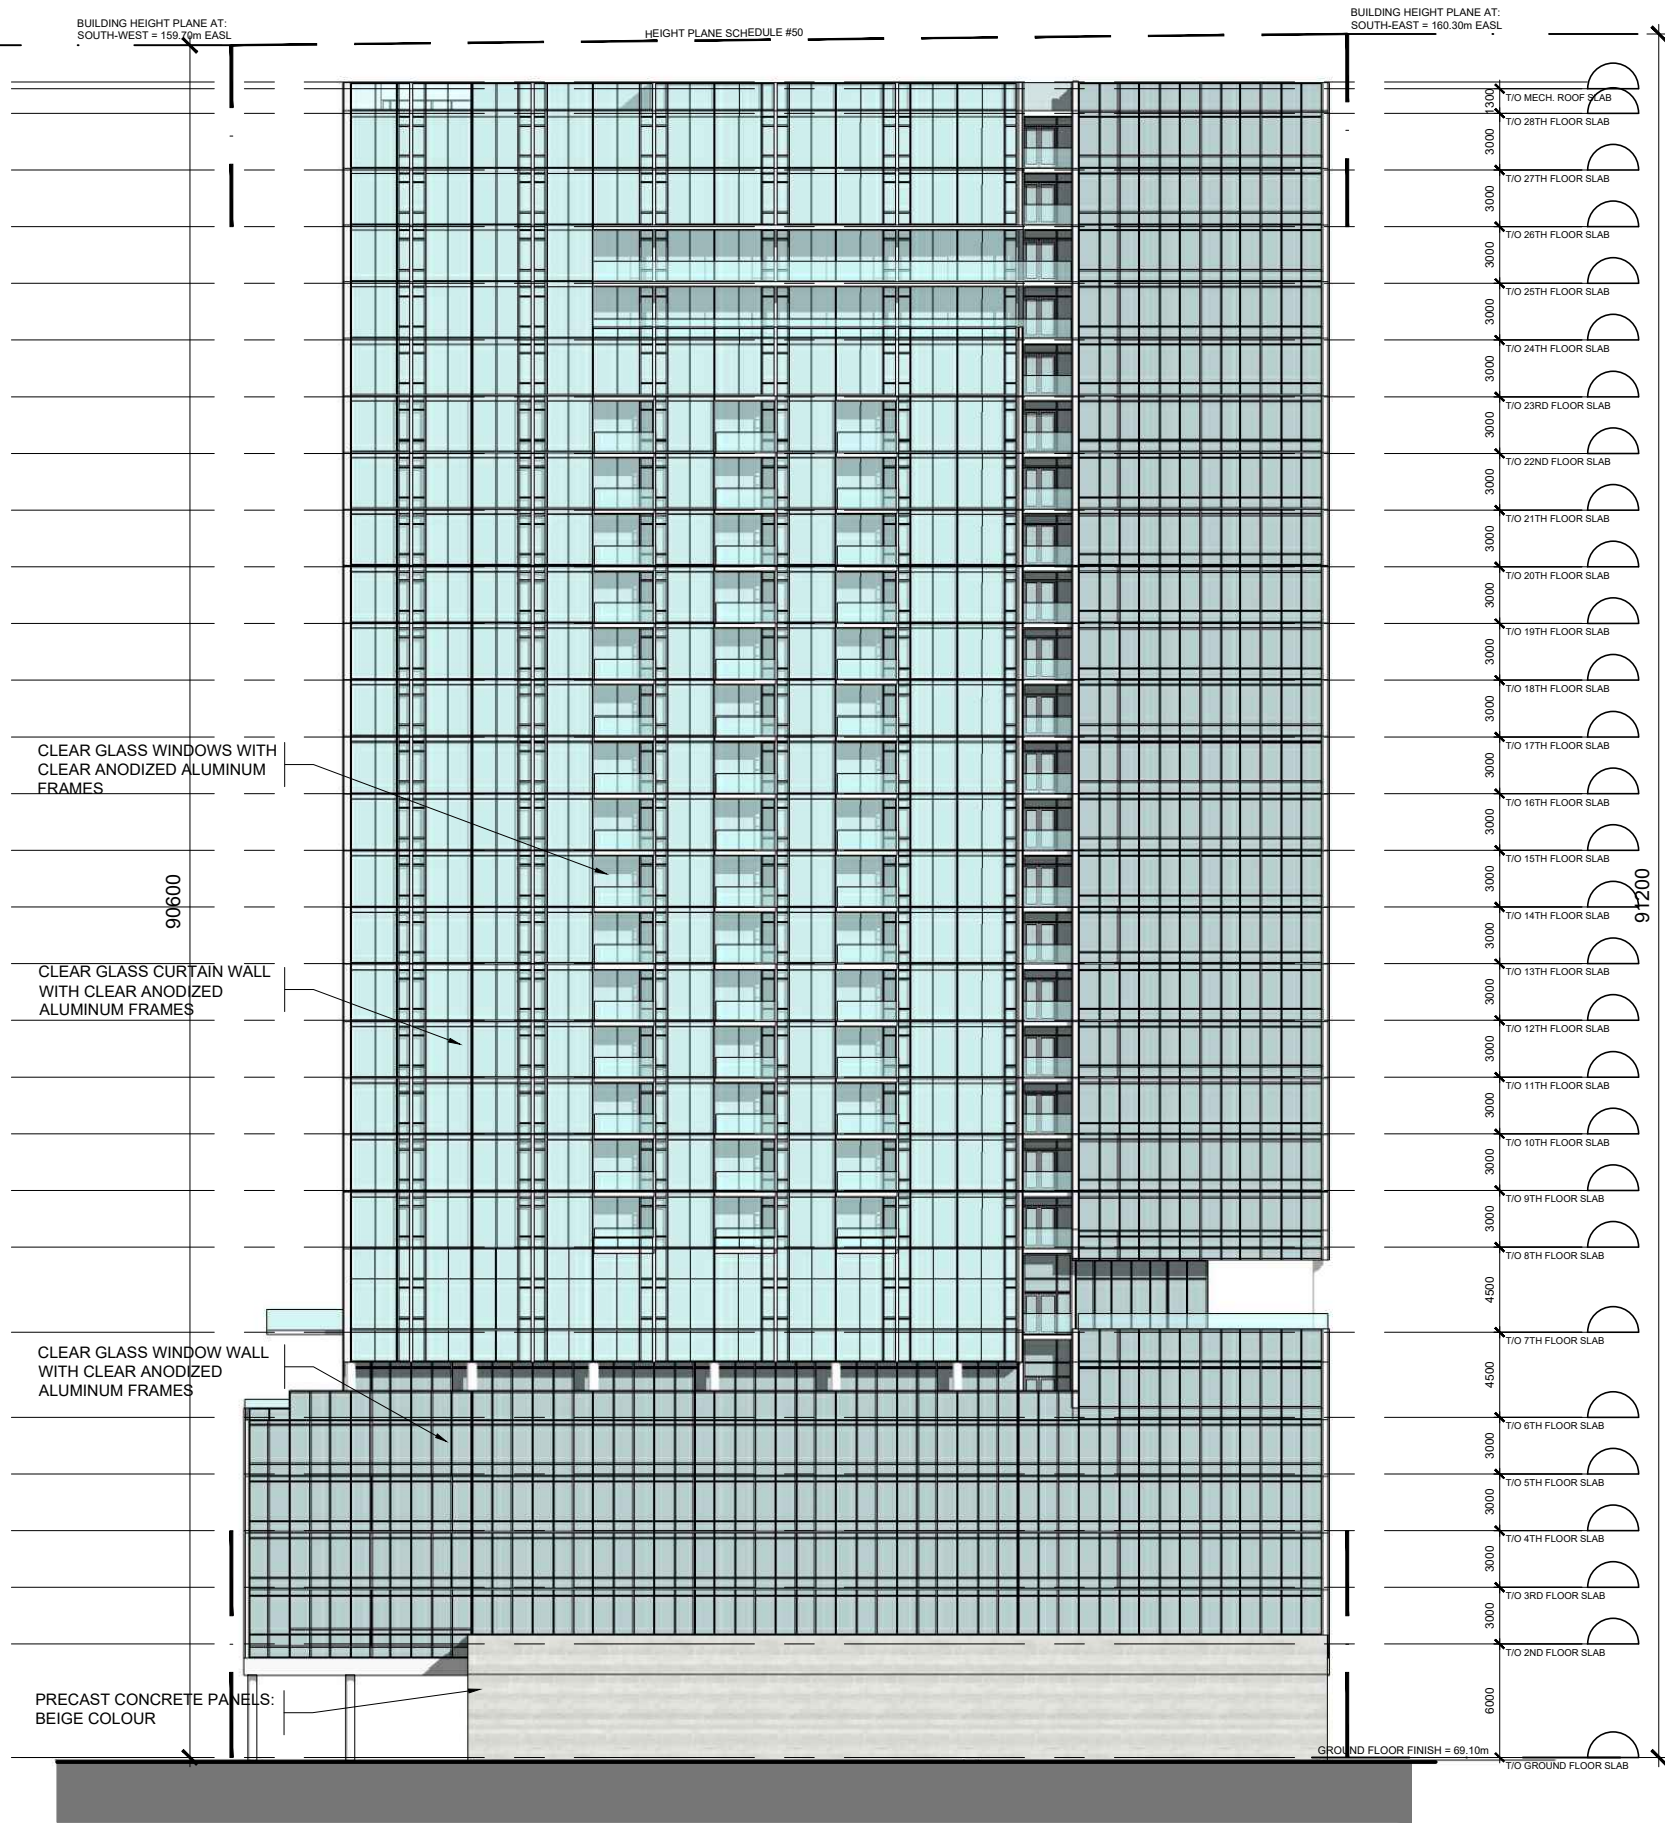 BUILDING HEIGHT PLANE AT:
SOUTH-WEST = 159.70m EASL
HEIGHT PLANE SCHEDULE #50
BUILDING HEIGHT PLANE AT:
SOUTH-EAST = 160.30m EASL
1300
T/O MECH. ROOF SLAB
T/O 28TH FLOOR SLAB
3000
T/O 27TH FLOOR SLAB
3000
T/O 26TH FLOOR SLAB
3000
T/O 25TH FLOOR SLAB
3000
T/O 24TH FLOOR SLAB
3000
T/O 23RD FLOOR SLAB
3000
T/O 22ND FLOOR SLAB
3000
T/O 21TH FLOOR SLAB
3000
T/O 20TH FLOOR SLAB
3000
T/O 19TH FLOOR SLAB
3000
T/O 18TH FLOOR SLAB
3000
T/O 17TH FLOOR SLAB
CLEAR GLASS WINDOWS WITH
CLEAR ANODIZED ALUMINUM
FRAMES
3000
T/O 16TH FLOOR SLAB
3000
T/O 15TH FLOOR SLAB
90600
3000
91200
T/O 14TH FLOOR SLAB
3000
T/O 13TH FLOOR SLAB
CLEAR GLASS CURTAIN WALL
WITH CLEAR ANODIZED
ALUMINUM FRAMES
3000
T/O 12TH FLOOR SLAB
3000
T/O 11TH FLOOR SLAB
3000
T/O 10TH FLOOR SLAB
3000
T/O 9TH FLOOR SLAB
3000
T/O 8TH FLOOR SLAB
4500
T/O 7TH FLOOR SLAB
CLEAR GLASS WINDOW WALL
WITH CLEAR ANODIZED
ALUMINUM FRAMES
4500
T/O 6TH FLOOR SLAB
3000
T/O 5TH FLOOR SLAB
3000
T/O 4TH FLOOR SLAB
3000
T/O 3RD FLOOR SLAB
3000
T/O 2ND FLOOR SLAB
PRECAST CONCRETE PANELS:
BEIGE COLOUR
6000
GROUND FLOOR FINISH = 69.10m
T/O GROUND FLOOR SLAB